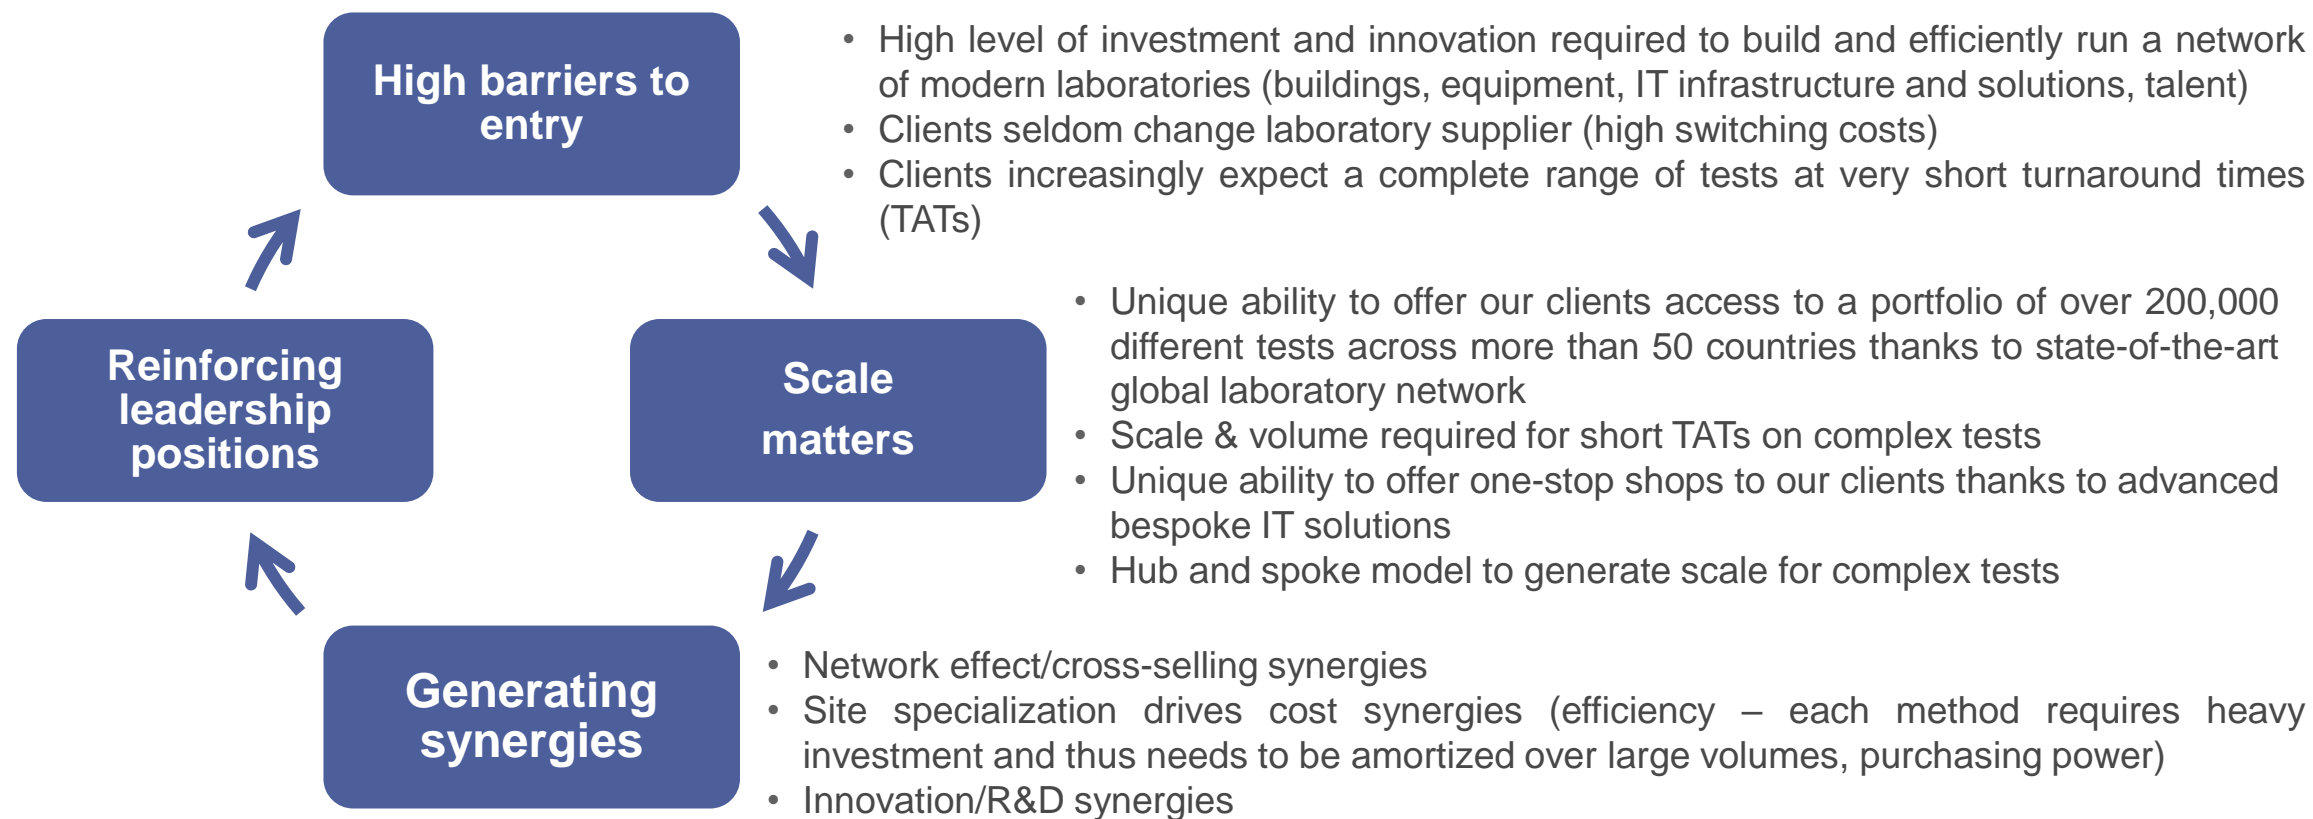 High barriers to
entry
• High level of investment and innovation required to build and efficiently run a network
of modern laboratories (buildings, equipment, IT infrastructure and solutions, talent)
• Clients seldom change laboratory supplier (high switching costs)
• Clients increasingly expect a complete range of tests at very short turnaround times
(TATs)
Reinforcing
leadership
positions
Scale
matters
• Unique ability to offer our clients access to a portfolio of over 200,000
different tests across more than 50 countries thanks to state-of-the-art
global laboratory network
• Scale & volume required for short TATs on complex tests
• Unique ability to offer one-stop shops to our clients thanks to advanced
bespoke IT solutions
• Hub and spoke model to generate scale for complex tests
Generating
synergies
• Network effect/cross-selling synergies
• Site specialization drives cost synergies (efficiency – each method requires heavy
investment and thus needs to be amortized over large volumes, purchasing power)
• Innovation/R&D synergies